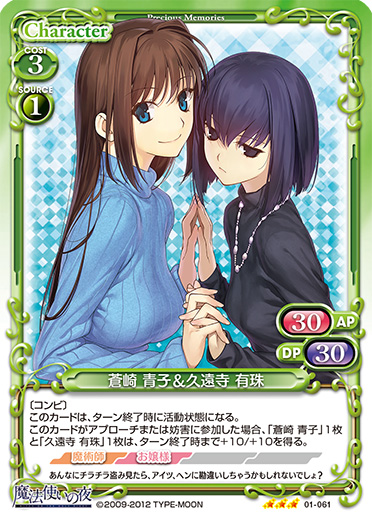 Precious Memories
Character
COST
3
SOURCE
1
30 AP
DP 30
蒼崎 青子&久遠寺 有珠
〔コンビ〕
このカードは、ターン終了時に活動状態になる。
このカードがアプローチまたは妨害に参加した場合、「蒼崎 青子」1枚
と「久遠寺 有珠」1枚は、ターン終了時まで+10/+10を得る。
魔術師 お嬢様
あんなにチラチラ盗み見たら、アイツ、ヘンに勘違いしちゃうかもしれないでしょ?
魔法使いの夜
©2009-2012 TYPE-MOON
01-061